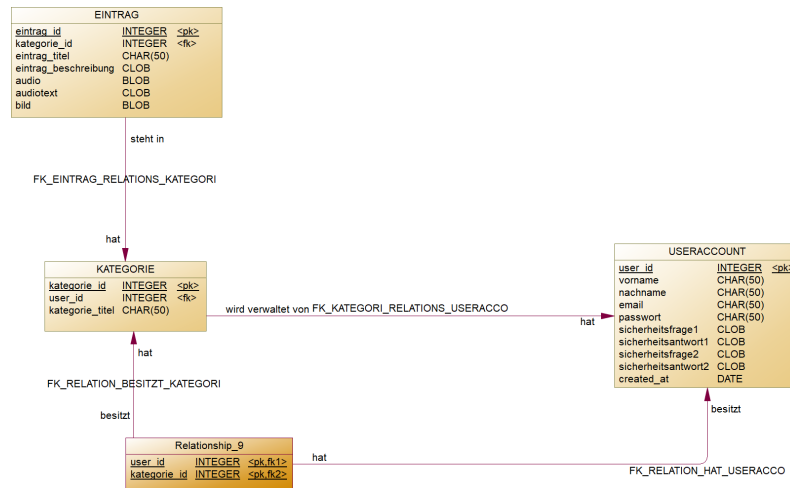 EINTRAG
eintrag_id INTEGER <pk>
kategorie_id INTEGER <fk>
eintrag_titel CHAR(50)
eintrag_beschreibung CLOB
audio BLOB
audiotext CLOB
bild BLOB
steht in
FK_EINTRAG_RELATIONS_KATEGORI
hat
KATEGORIE
kategorie_id INTEGER <pk>
user_id INTEGER <fk>
kategorie_titel CHAR(50)
wird verwaltet von FK_KATEGORI_RELATIONS_USERACCO
hat
USERACCOUNT
user_id INTEGER <pk>
vorname CHAR(50)
nachname CHAR(50)
email CHAR(50)
passwort CHAR(50)
sicherheitsfrage1 CLOB
sicherheitsantwort1 CLOB
sicherheitsfrage2 CLOB
sicherheitsantwort2 CLOB
created_at DATE
hat
FK_RELATION_BESITZT_KATEGORI
besitzt
Relationship_9
user_id INTEGER <pk,fk1>
kategorie_id INTEGER <pk,fk2>
hat
besitzt
FK_RELATION_HAT_USERACCO